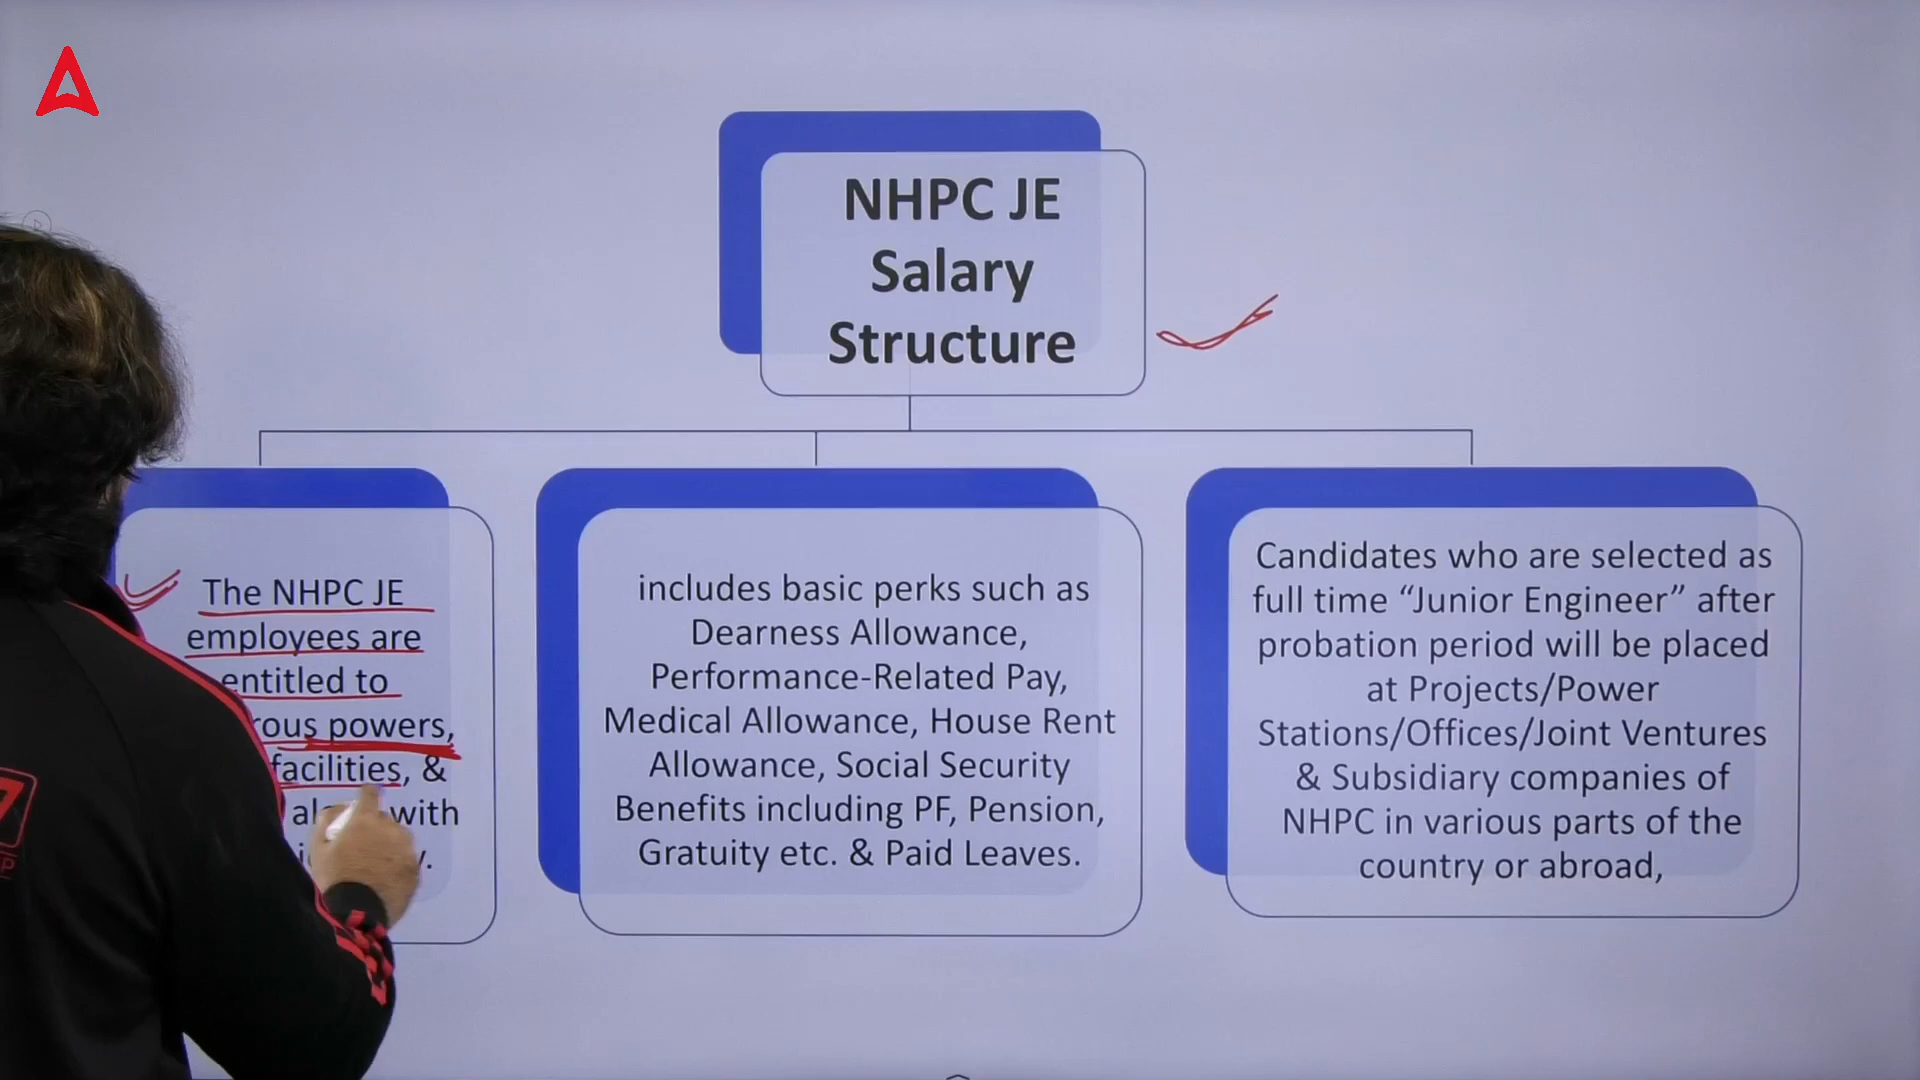 NHPC JE
Salary
Structure
The NHPC JE
employees are
entitled to
powers,
facilities, &
with
includes basic perks such as
Dearness Allowance,
Performance-Related Pay,
Medical Allowance, House Rent
Allowance, Social Security
Benefits including PF, Pension,
Gratuity etc. & Paid Leaves.
Candidates who are selected as
full time “Junior Engineer” after
probation period will be placed
at Projects/Power
Stations/Offices/Joint Ventures
& Subsidiary companies of
NHPC in various parts of the
country or abroad,